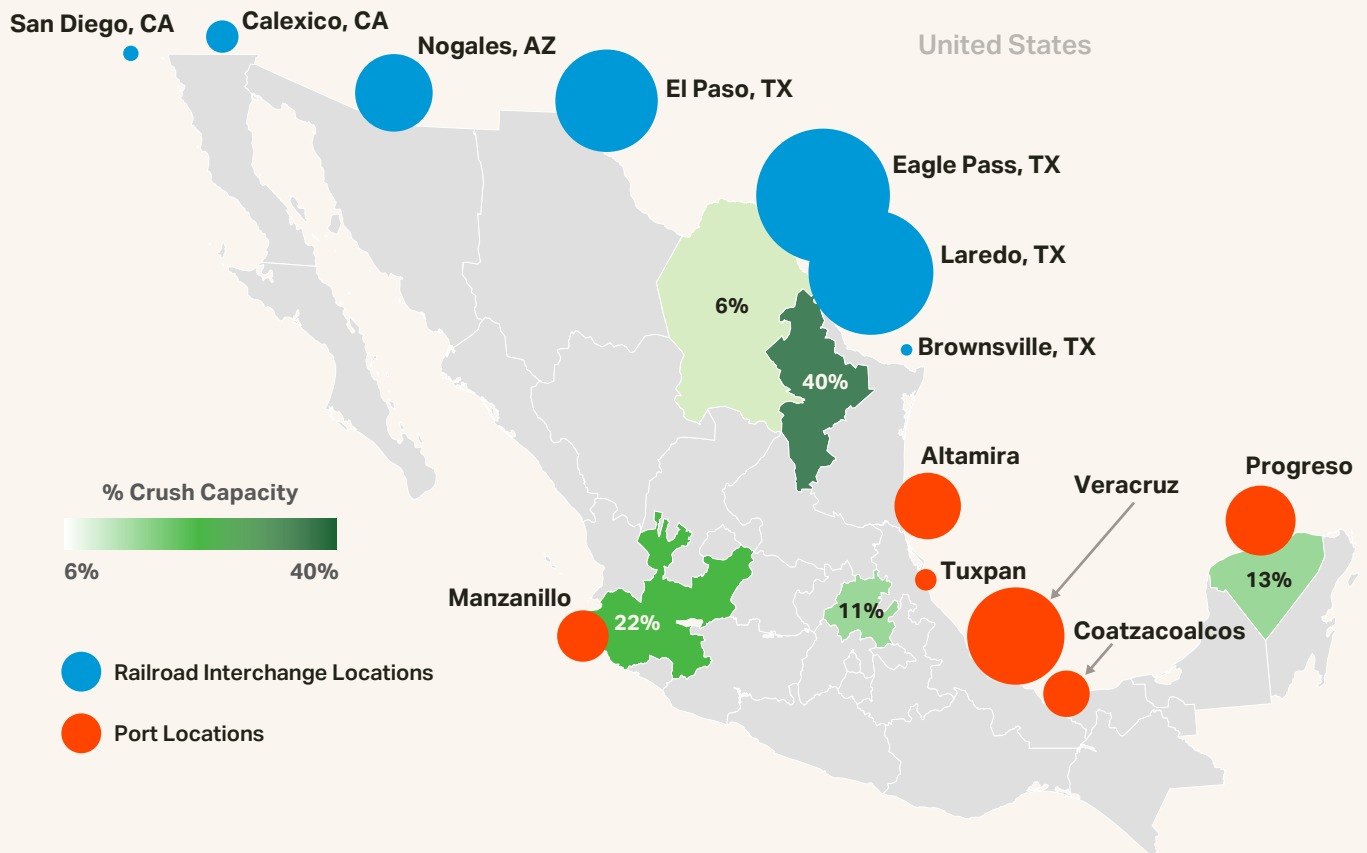 San Diego, CA
Calexico, CA
Nogales, AZ
United States
El Paso, TX
Eagle Pass, TX
Laredo, TX
6%
Brownsville, TX
40%
Altamira
Progreso
Veracruz
% Crush Capacity
6%
40%
Tuxpan
13%
Manzanillo
11%
22%
Coatzacoalcos
Railroad Interchange Locations
Port Locations